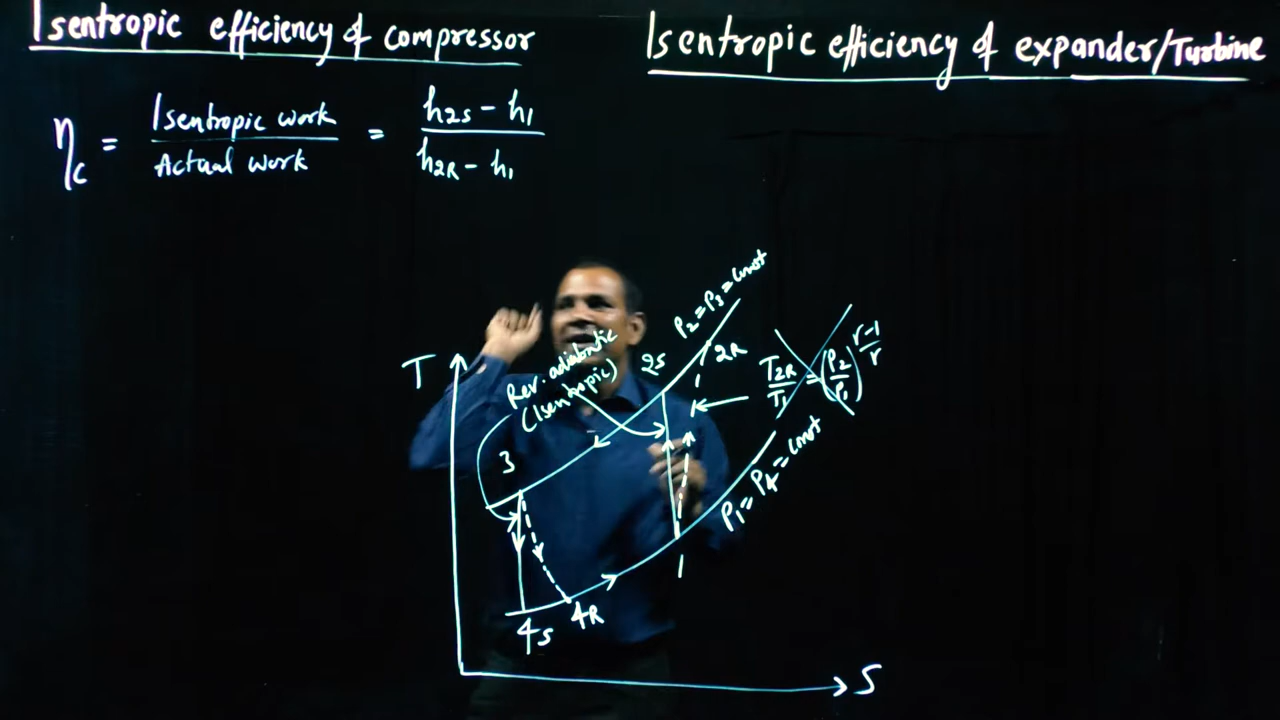 Isentropic efficiency of compressor
Isentropic efficiency of expander/Turbine
ηc = Isentropic work / Actual work = h2s - h1 / h2R - h1
T
Rev. adiabatic
(Isentropic)
2s
P2 = P3 = Const
2R
T2R/T1 = (P2/P1)^(r-1/r)
3
P1 = P4 = Const
1
4s
4R
S